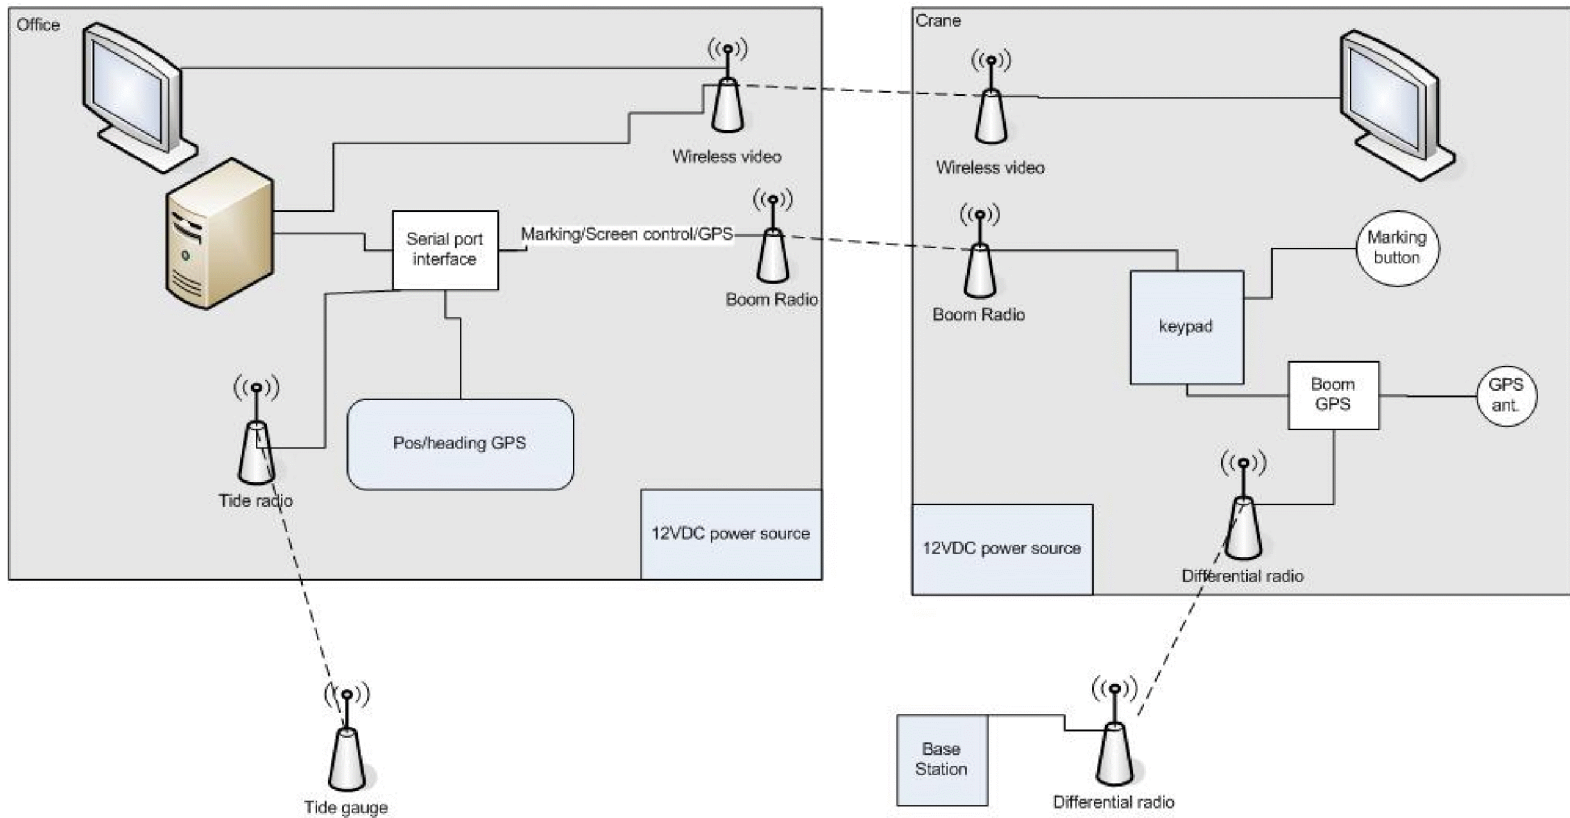 Office
Wireless video
Serial port
interface
Marking/Screen control/GPS
Boom Radio
Pos/heading GPS
Tide radio
12VDC power source
Tide gauge
Crane
Wireless video
Boom Radio
Marking
button
keypad
Boom
GPS
GPS
ant.
12VDC power source
Differential radio
Base
Station
Differential radio